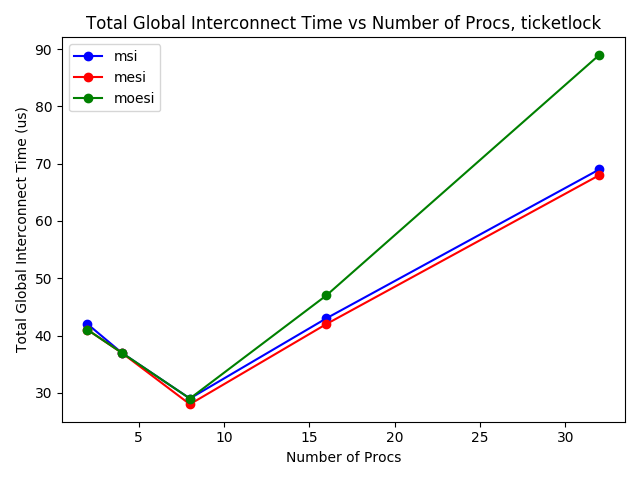 Total Global Interconnect Time vs Number of Procs, ticketlock
msi
mesi
moesi
Total Global Interconnect Time (us)
90
80
70
60
50
40
30
5 10 15 20 25 30
Number of Procs